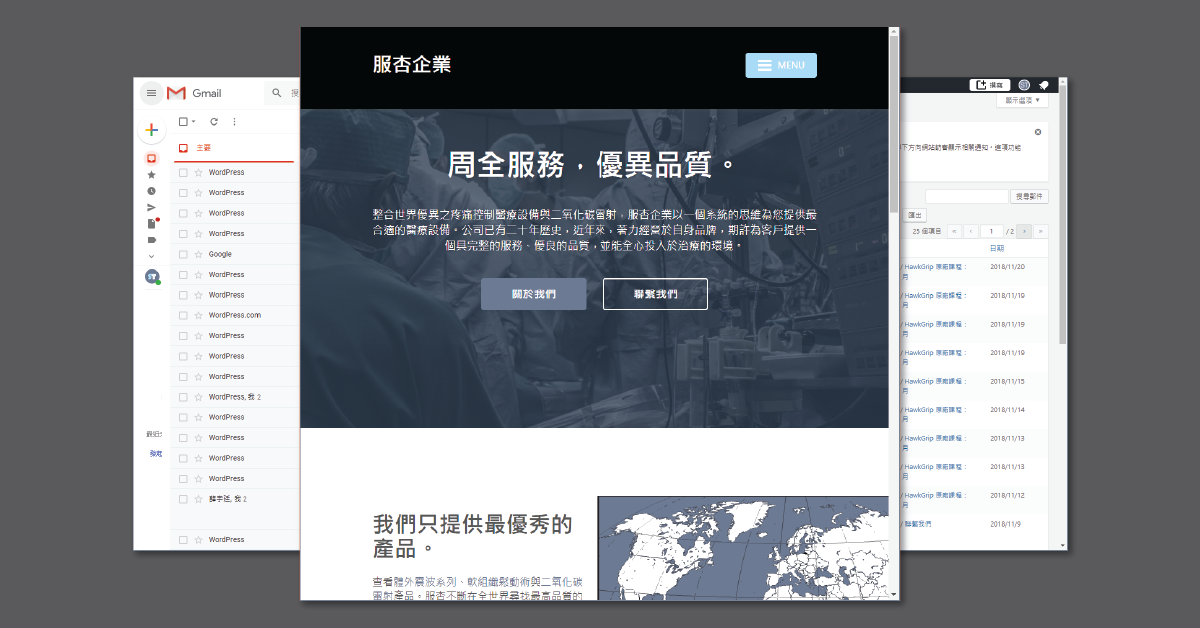 Gmail
主要
WordPress
WordPress
WordPress
WordPress
Google
WordPress
WordPress
WordPress.com
WordPress
WordPress
WordPress
WordPress, 我 2
WordPress
WordPress
WordPress
WordPress
我 2
WordPress
服杏企業
MENU
周全服務，優異品質。
整合世界優異之疼痛控制醫療設備與二氧化碳雷射，服杏企業以一個系統的思維為您提供最
合適的醫療設備。公司已有二十年歷史，近年來，著力經營於自身品牌，期許為客戶提供一
個具完整的服務、優良的品質，並能全心投入於治療的環境。
關於我們
聯繫我們
我們只提供最優秀的
產品。
查看體外震波系列、軟組織鬆動術與二氧化碳
雷射產品。服杏不斷在全世界尋找最高品質的
顯示選項 ▼
搜尋郵件
匯出
25 個項目 « ‹ 1 / 2 › »
日期
/ HawkGrip 原廠課程： 2018/11/20
月
/ HawkGrip 原廠課程： 2018/11/19
月
/ HawkGrip 原廠課程： 2018/11/19
月
/ HawkGrip 原廠課程： 2018/11/19
月
/ HawkGrip 原廠課程： 2018/11/15
月
/ HawkGrip 原廠課程： 2018/11/14
月
/ HawkGrip 原廠課程： 2018/11/13
月
/ HawkGrip 原廠課程： 2018/11/13
月
/ HawkGrip 原廠課程： 2018/11/12
月
/ 聯繫我們 2018/11/9